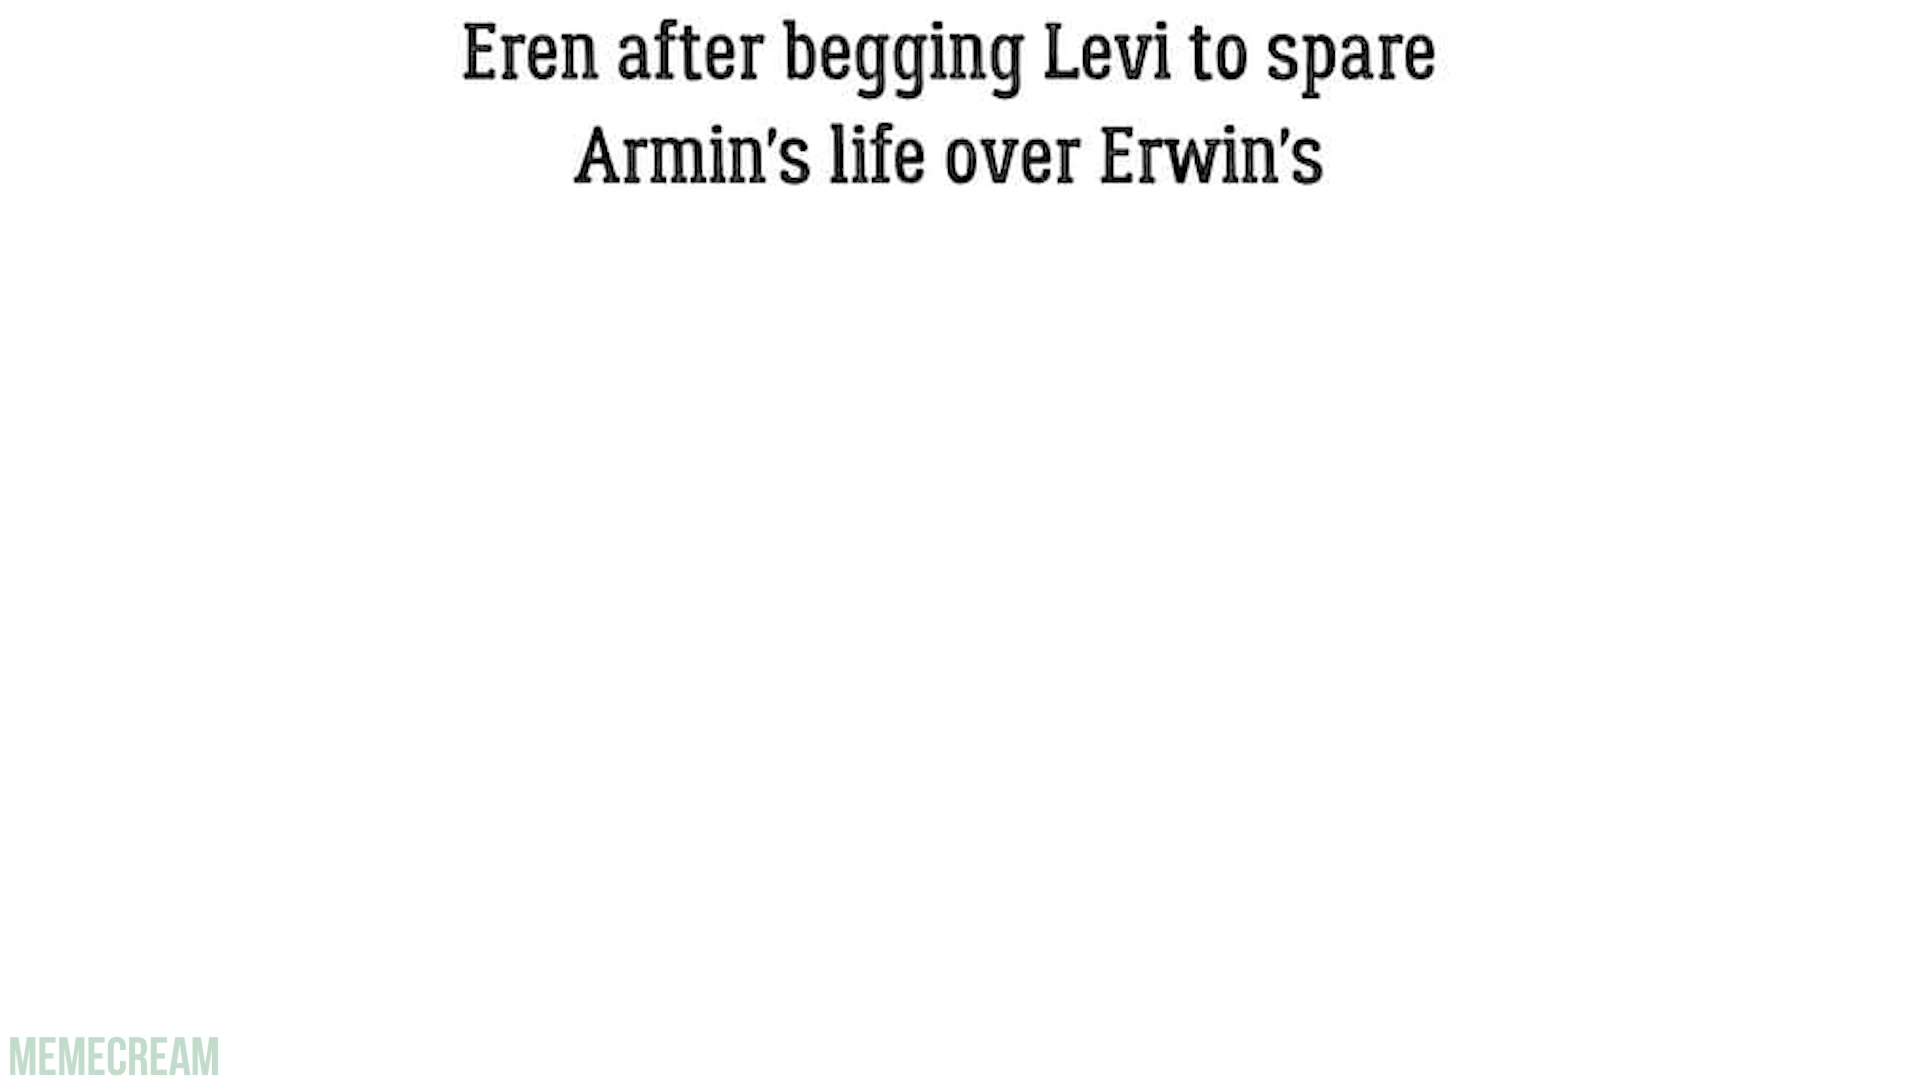 Eren after begging Levi to spare
Armin's life over Erwin's
MEMECREAM